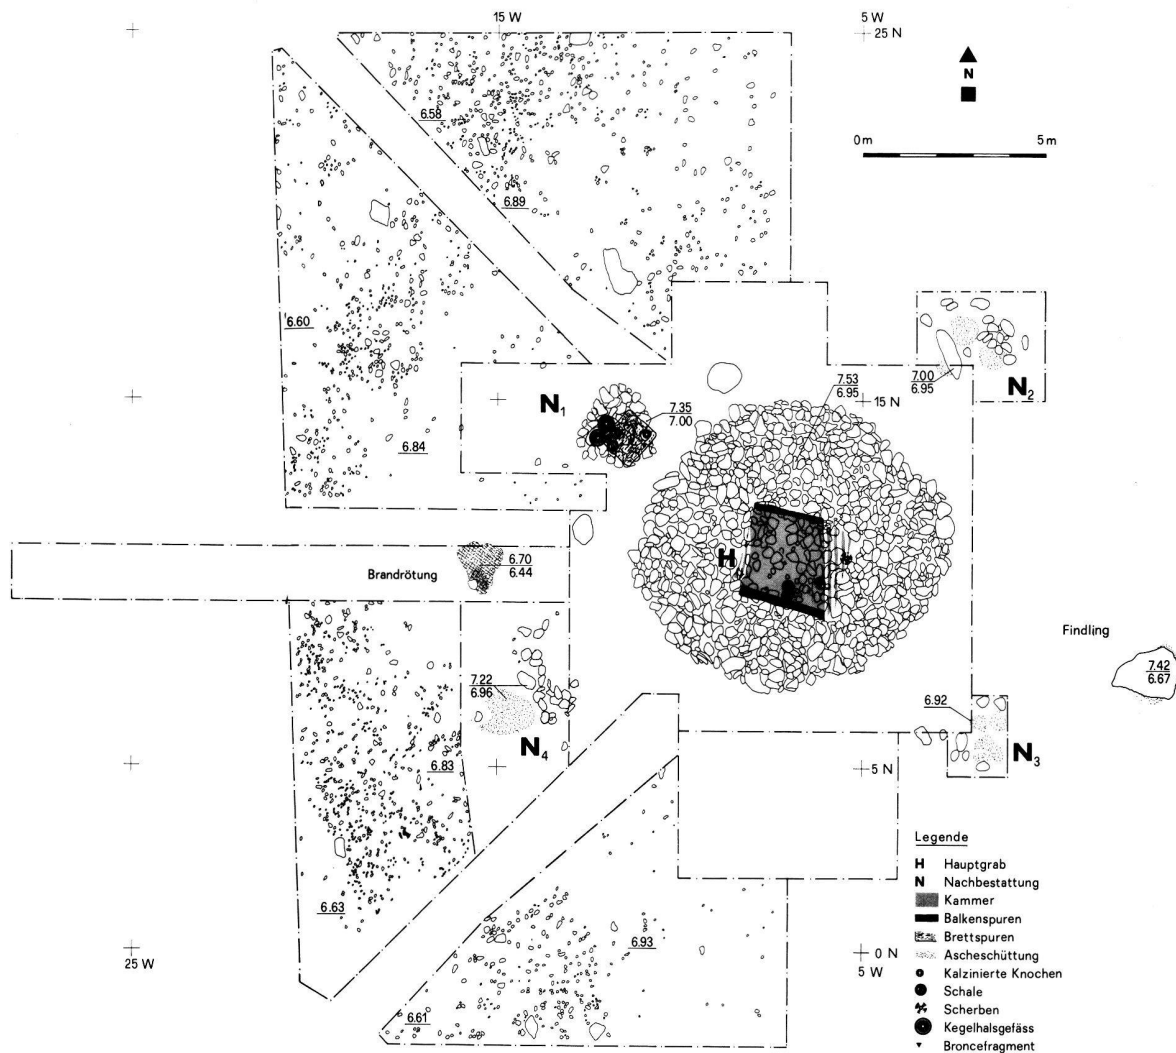 15 W
5 W
25 N
N
0 m
5 m
6.58
6.89
6.60
7.53
6.95
7.00
6.95
N2
N1
7.35
7.00
15 N
6.84
H
6.70
6.44
Brandrötung
Findling
7.42
6.67
7.22
6.96
6.92
N4
N3
6.83
5 N
Legende
H Hauptgrab
N Nachbestattung
Kammer
Balkenspuren
Brettspuren
Ascheschüttung
Kalzinierte Knochen
Schale
Scherben
Kegelhalsgefäss
Broncefragment
6.63
6.93
25 W
0 N
5 W
6.61